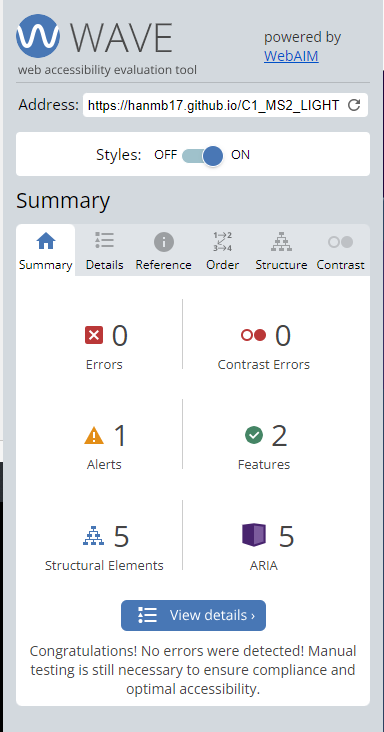 WAVE
web accessibility evaluation tool
powered by
WebAIM
Address: https://hanmb17.github.io/C1_MS2_LIGHT
Styles: OFF ON
Summary
Summary Details Reference Order Structure Contrast
0 0
Errors Contrast Errors
1 2
Alerts Features
5 5
Structural Elements ARIA
View details ›
Congratulations! No errors were detected! Manual
testing is still necessary to ensure compliance and
optimal accessibility.